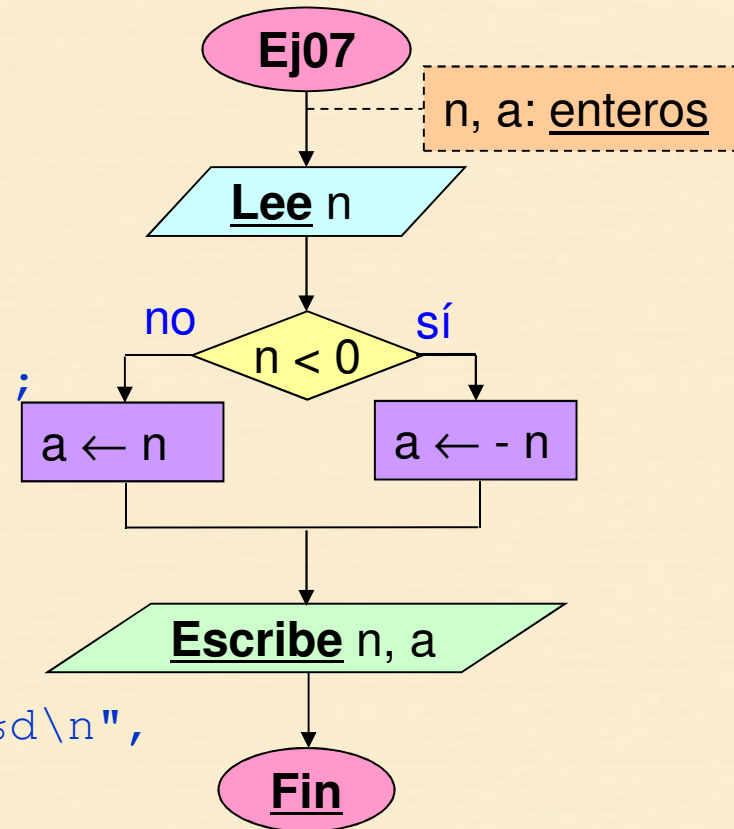 Ej07
n, a: enteros
Lee n
no
sí
n < 0
;
a ← n
a ← - n
Escribe n, a
d\n",
Fin